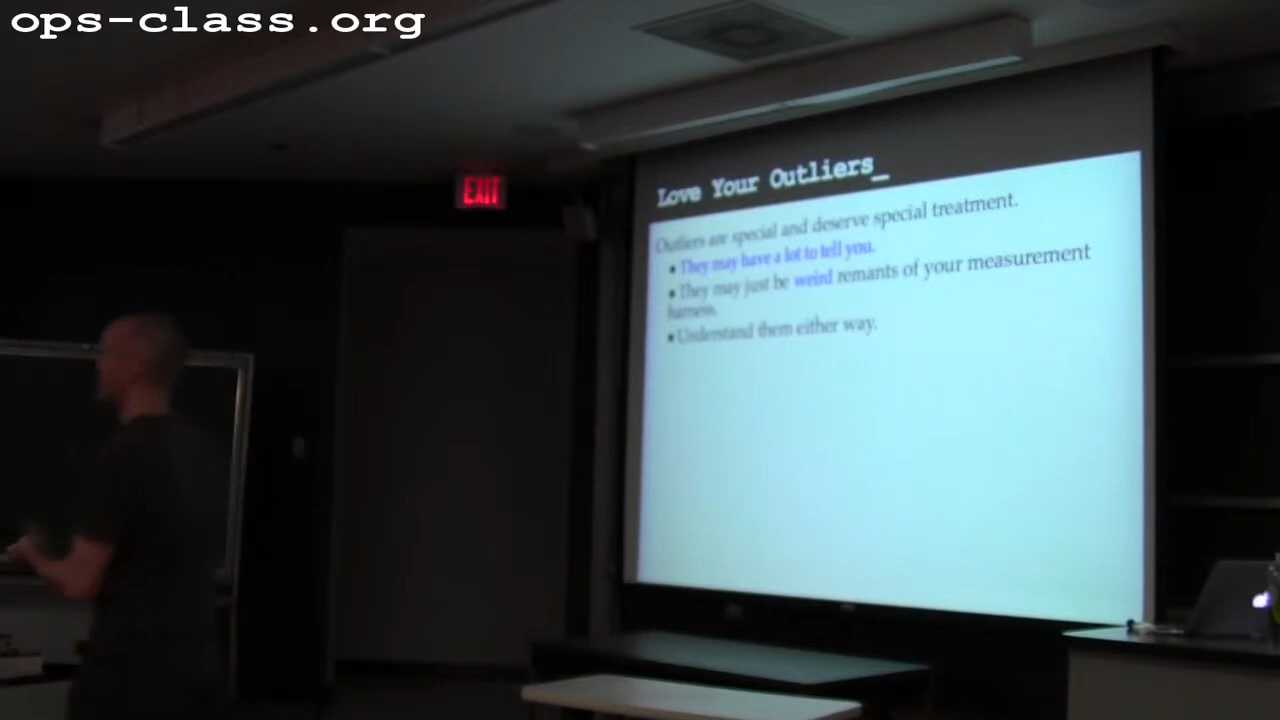 ops-class.org
EXIT
Love Your Outliers_
Outliers are special and deserve special treatment.
• They may have a lot to tell you.
• They may just be weird remants of your measurement
harness.
• Understand them either way.